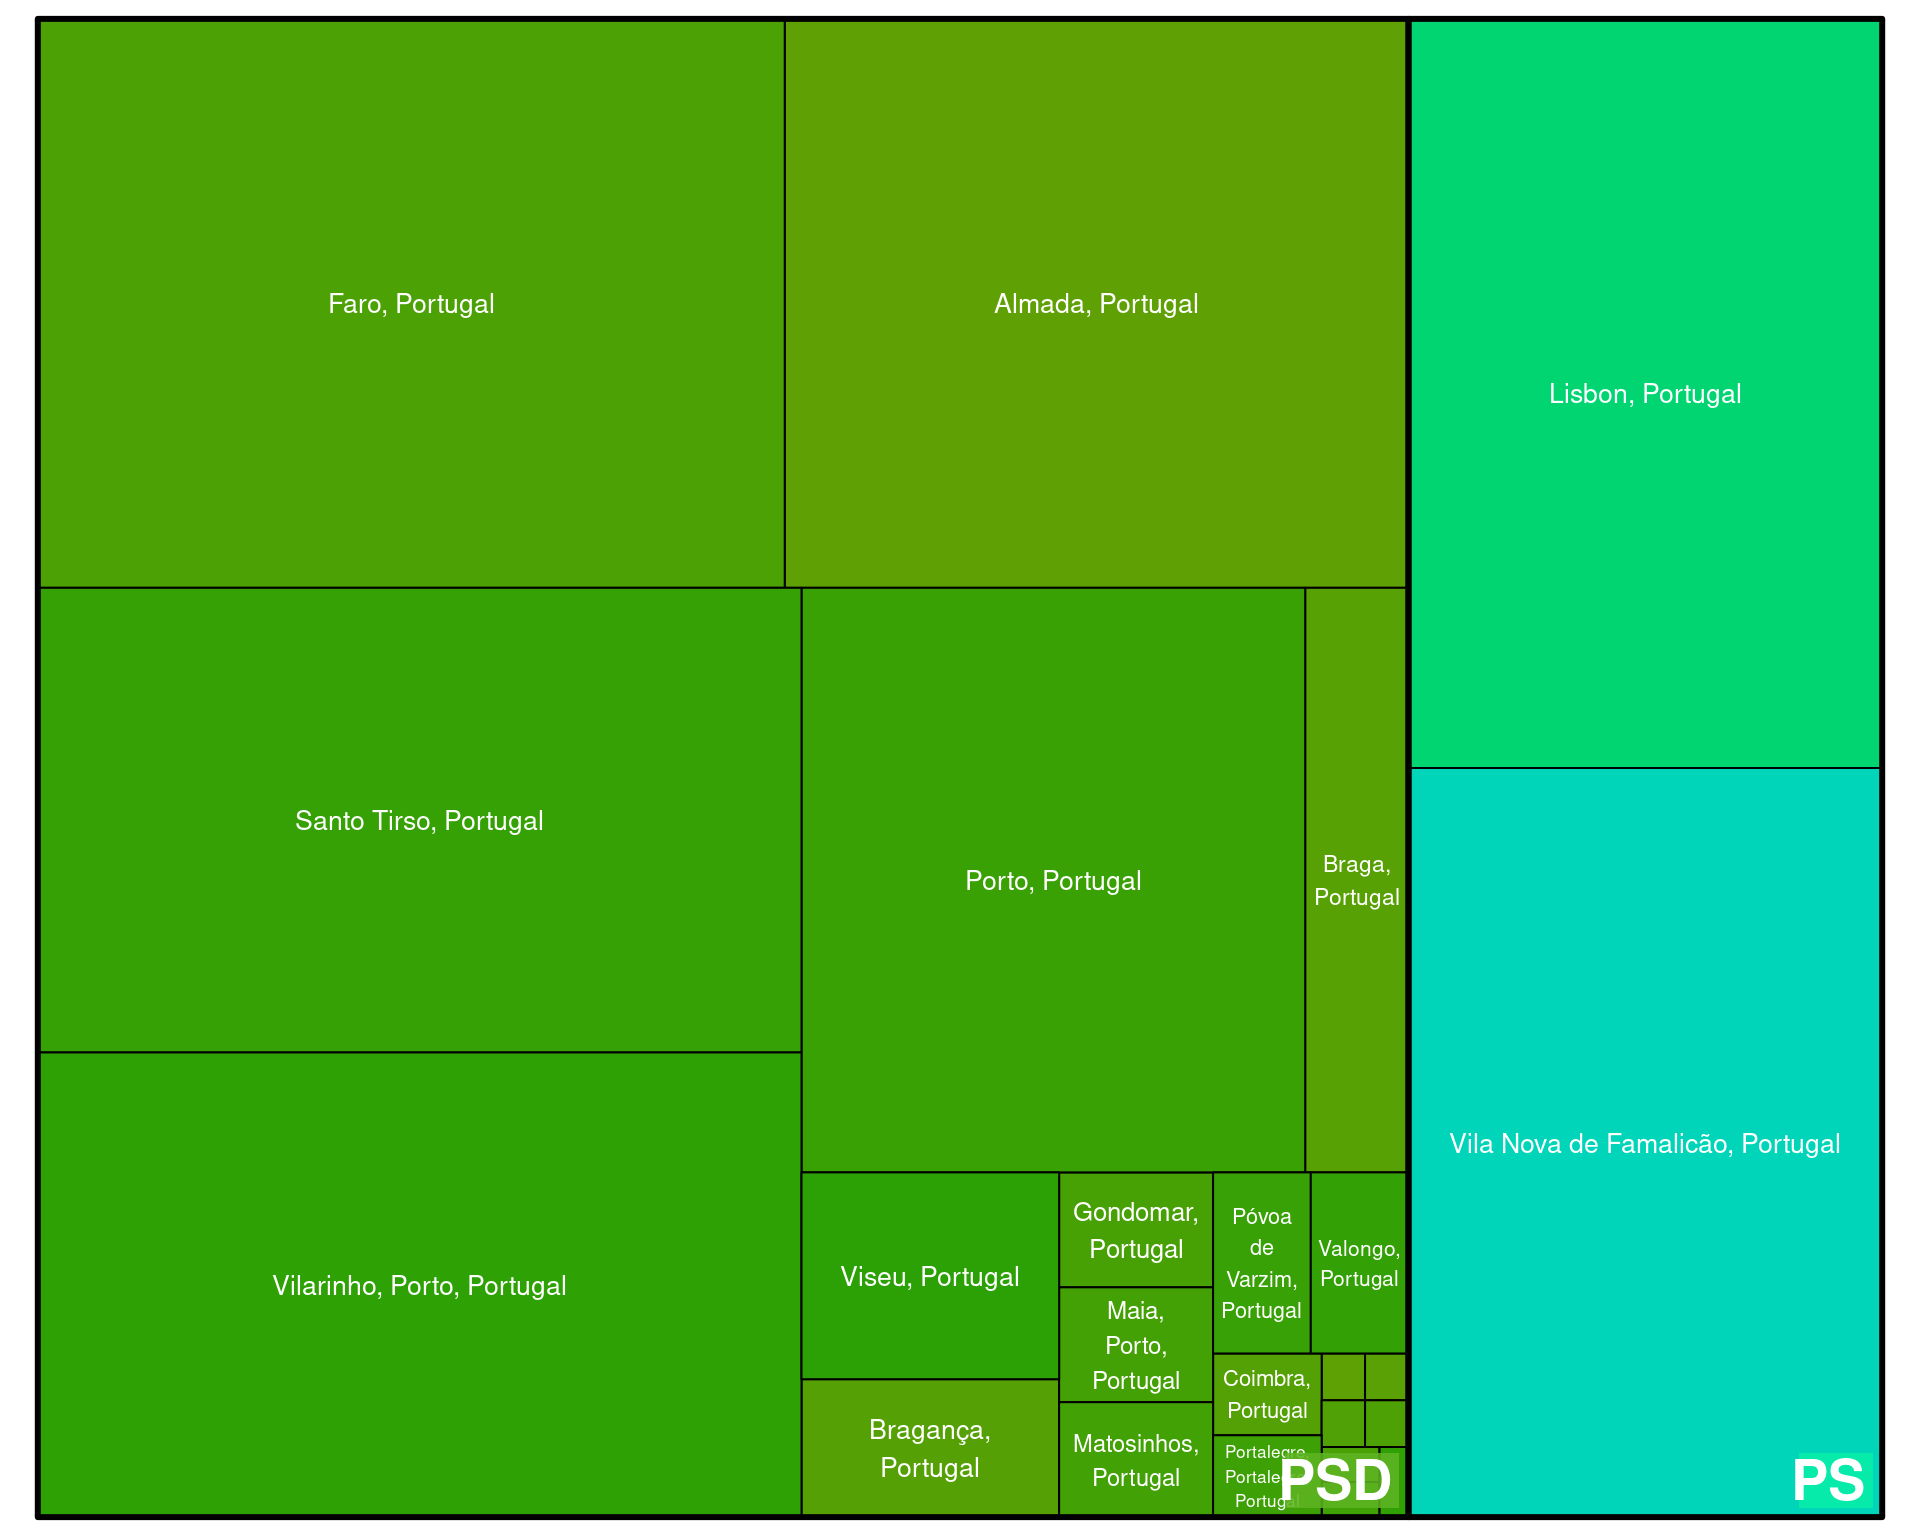 Faro, Portugal
Almada, Portugal
Lisbon, Portugal
Santo Tirso, Portugal
Porto, Portugal
Braga,
Portugal
Vila Nova de Famalicão, Portugal
Vilarinho, Porto, Portugal
Viseu, Portugal
Gondomar,
Portugal
Póvoa
de
Varzim,
Portugal
Valongo,
Portugal
Maia,
Porto,
Portugal
Coimbra,
Portugal
Bragança,
Portugal
Matosinhos,
Portugal
Portalegre,
Portalegre,
Portugal
PSD
PS